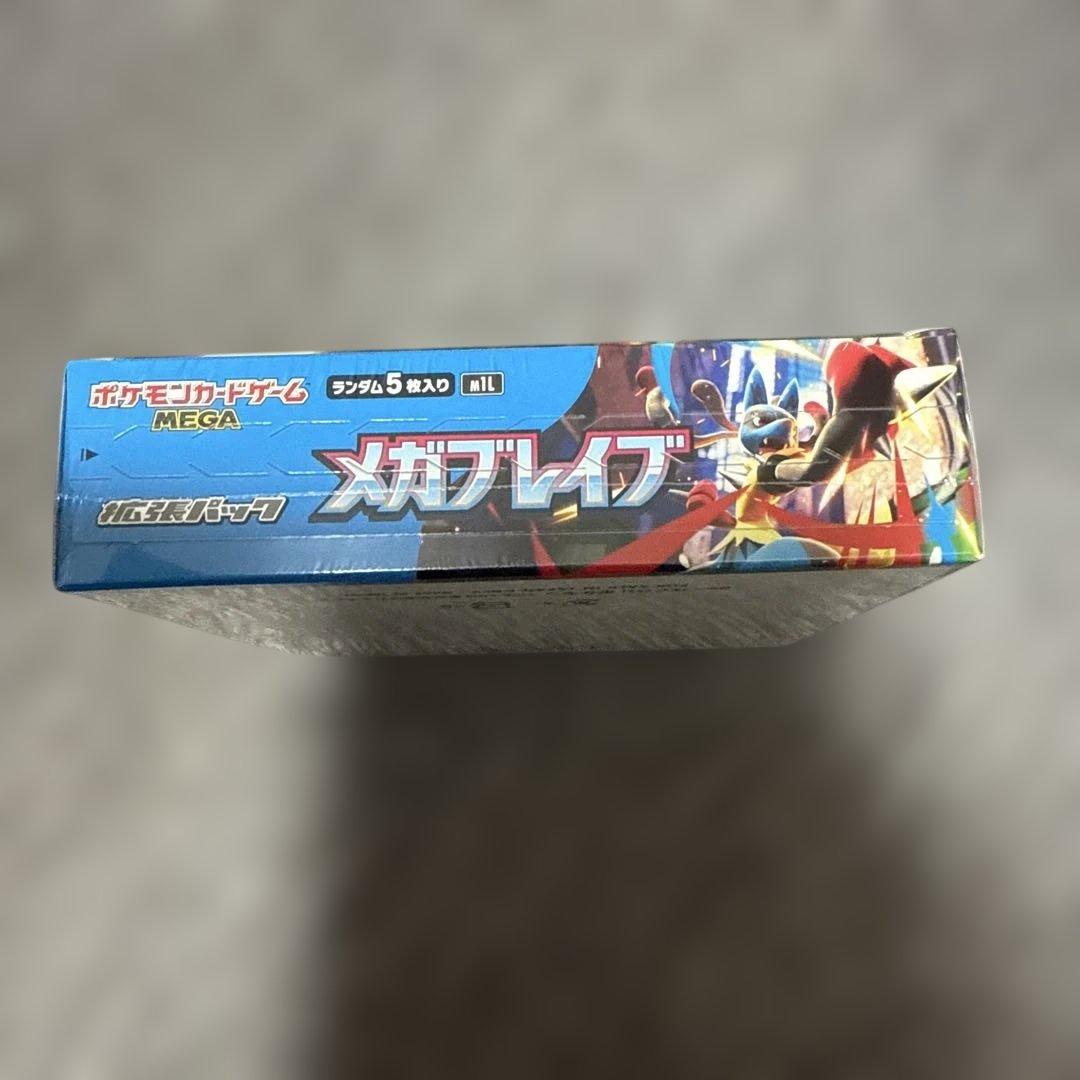 ポケモンカードゲーム
MEGA
ランダム5枚入り
M1L
メガブレイブ
拡張パック